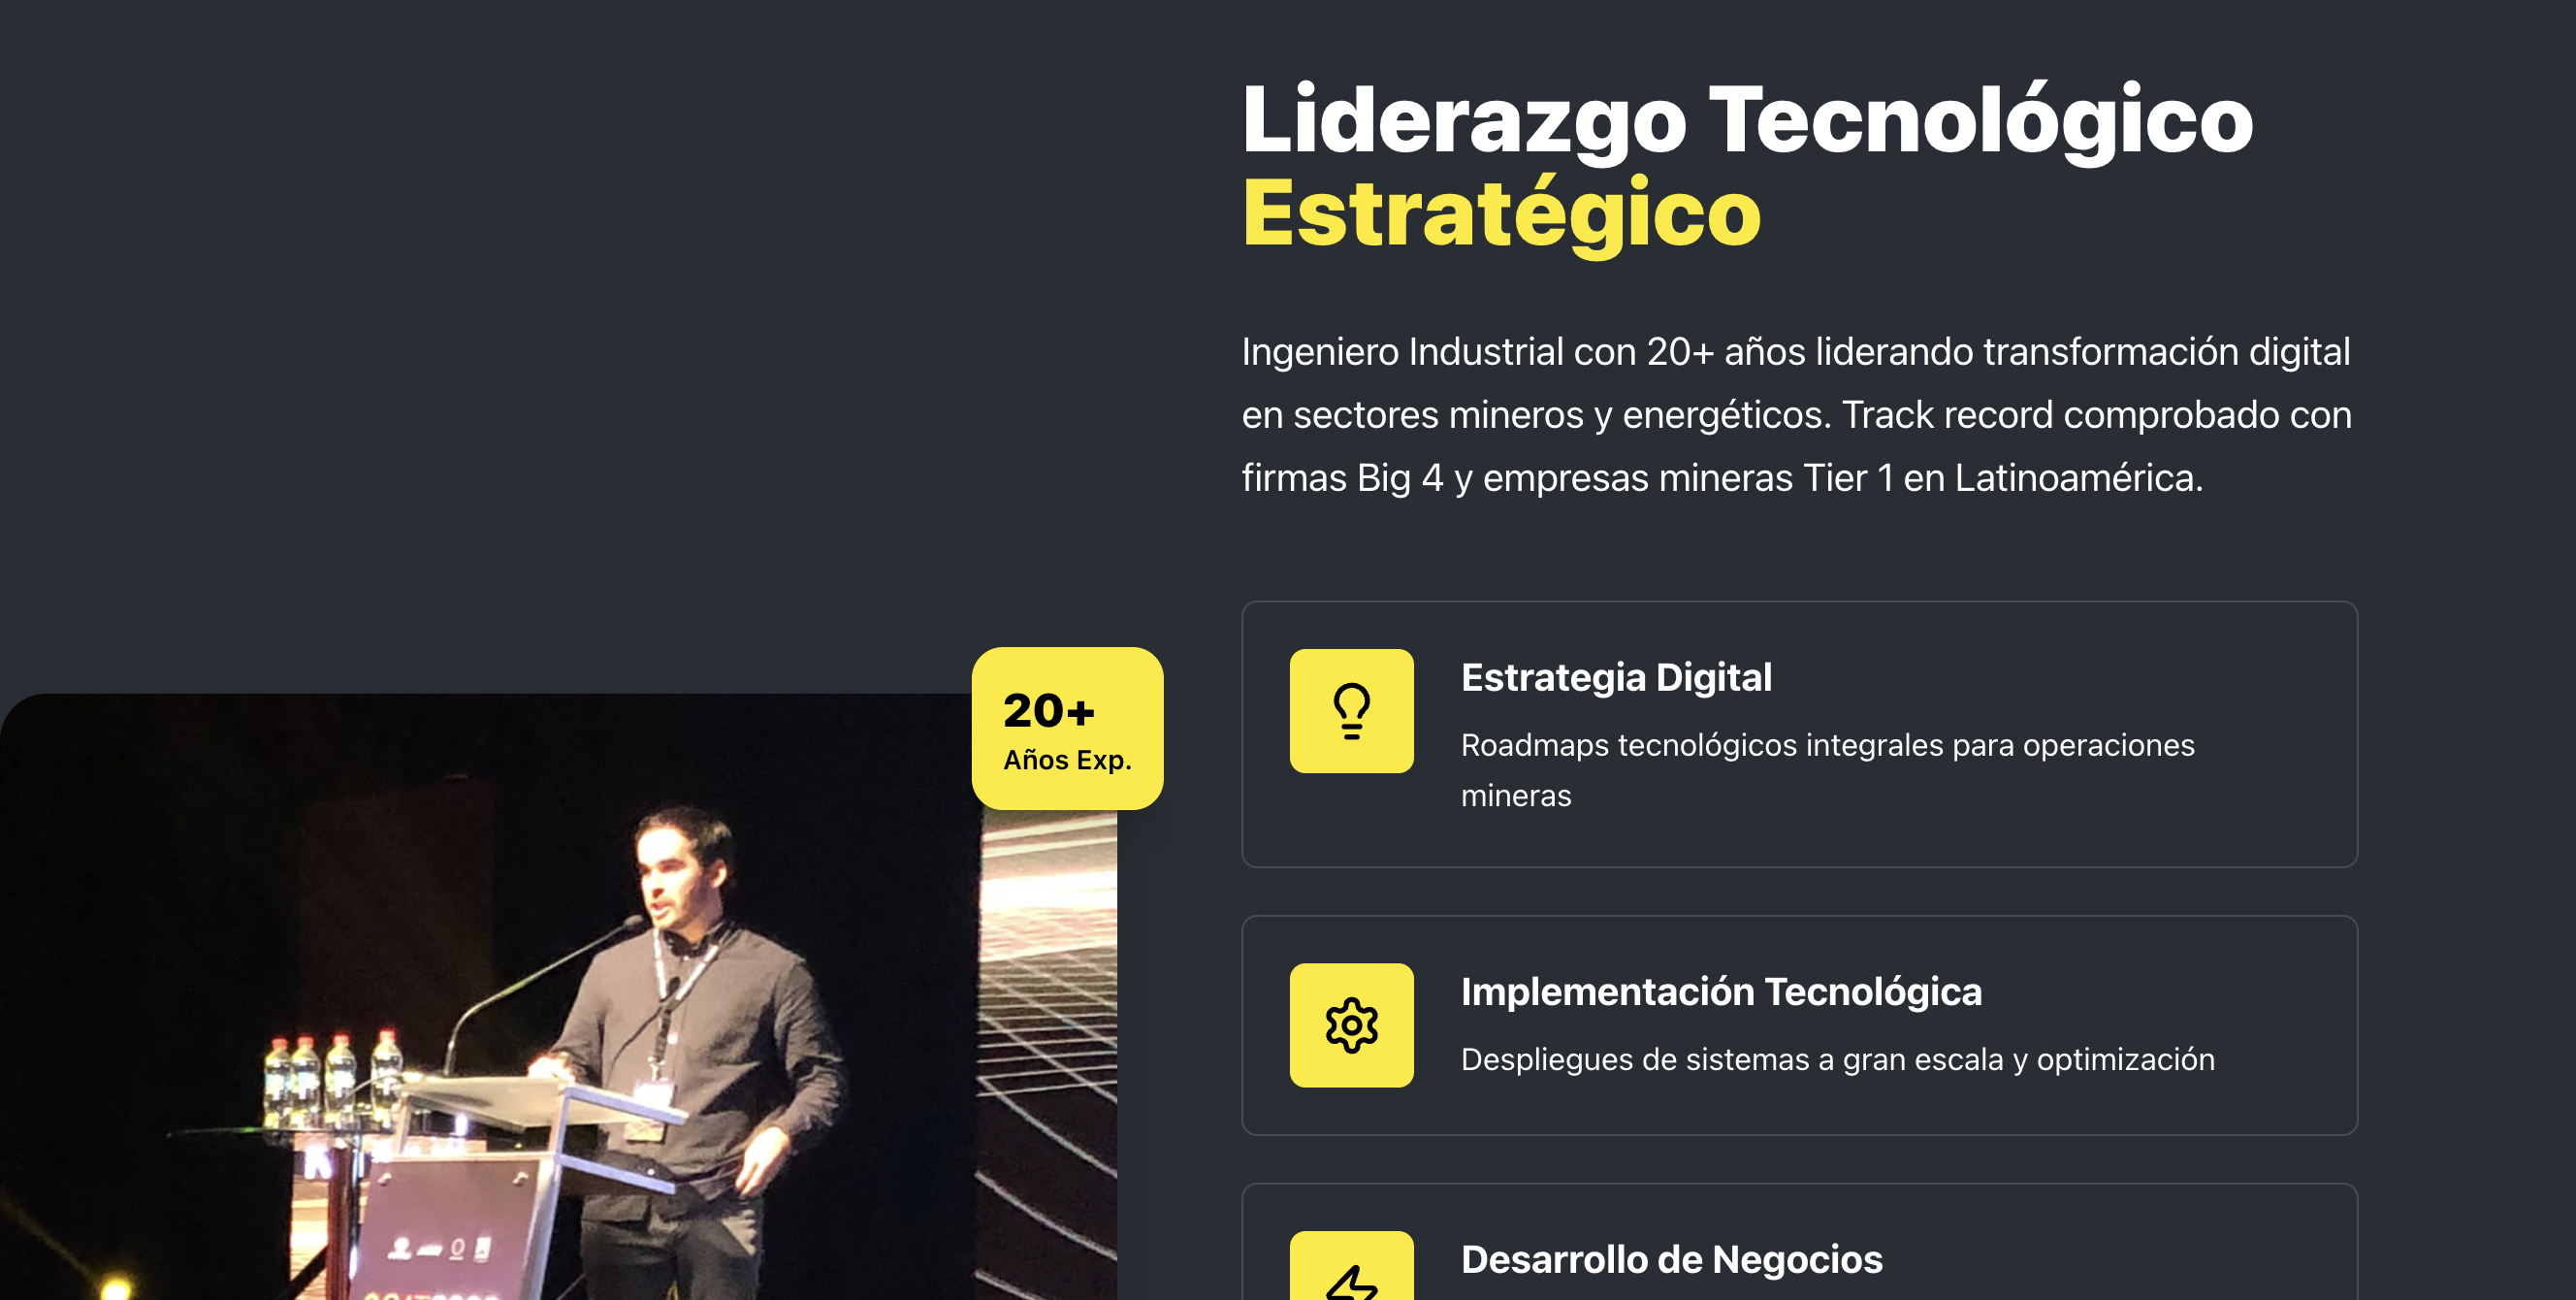 Liderazgo Tecnológico
Estratégico
Ingeniero Industrial con 20+ años liderando transformación digital
en sectores mineros y energéticos. Track record comprobado con
firmas Big 4 y empresas mineras Tier 1 en Latinoamérica.
20+
Años Exp.
Estrategia Digital
Roadmaps tecnológicos integrales para operaciones
mineras
Implementación Tecnológica
Despliegues de sistemas a gran escala y optimización
Desarrollo de Negocios